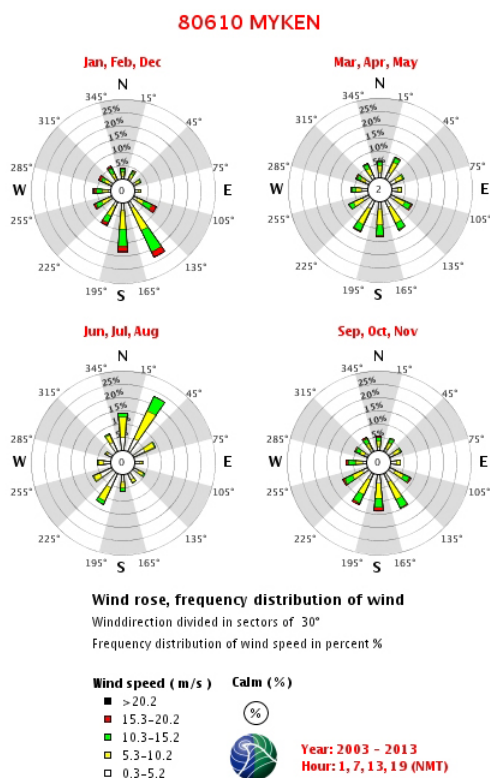 80610 MYKEN
Jan, Feb, Dec
N
345° 15°
315° 45°
25%
20%
15%
10%
5%
285° 75°
W 0 E
255° 105°
225° 135°
195° 165°
S
Mar, Apr, May
N
345° 15°
315° 45°
25%
20%
15%
10%
5%
285° 75°
W 2 E
255° 105°
225° 135°
195° 165°
S
Jun, Jul, Aug
N
345° 15°
315° 45°
25%
20%
15%
10%
5%
285° 75°
W 0 E
255° 105°
225° 135°
195° 165°
S
Sep, Oct, Nov
N
345° 15°
315° 45°
25%
20%
15%
10%
5%
285° 75°
W 0 E
255° 105°
225° 135°
195° 165°
S
Wind rose, frequency distribution of wind
Winddirection divided in sectors of 30°
Frequency distribution of wind speed in percent %
Wind speed ( m/s ) Calm (%)
>20.2
15.3-20.2
10.3-15.2
5.3-10.2
0.3-5.2
%
Year: 2003 - 2013
Hour: 1, 7, 13, 19 (NMT)